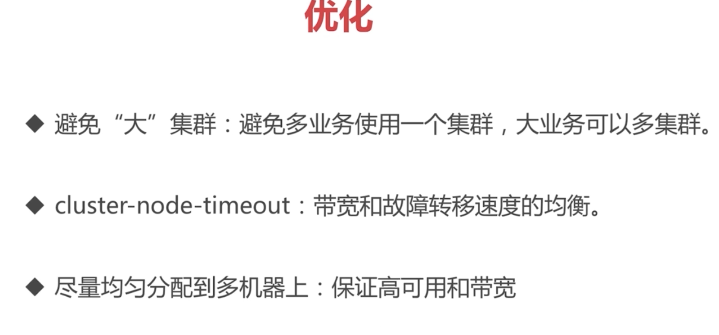 优化
◆ 避免“大”集群：避免多业务使用一个集群，大业务可以多集群。
◆ cluster-node-timeout：带宽和故障转移速度的均衡。
◆ 尽量均匀分配到多机器上：保证高可用和带宽